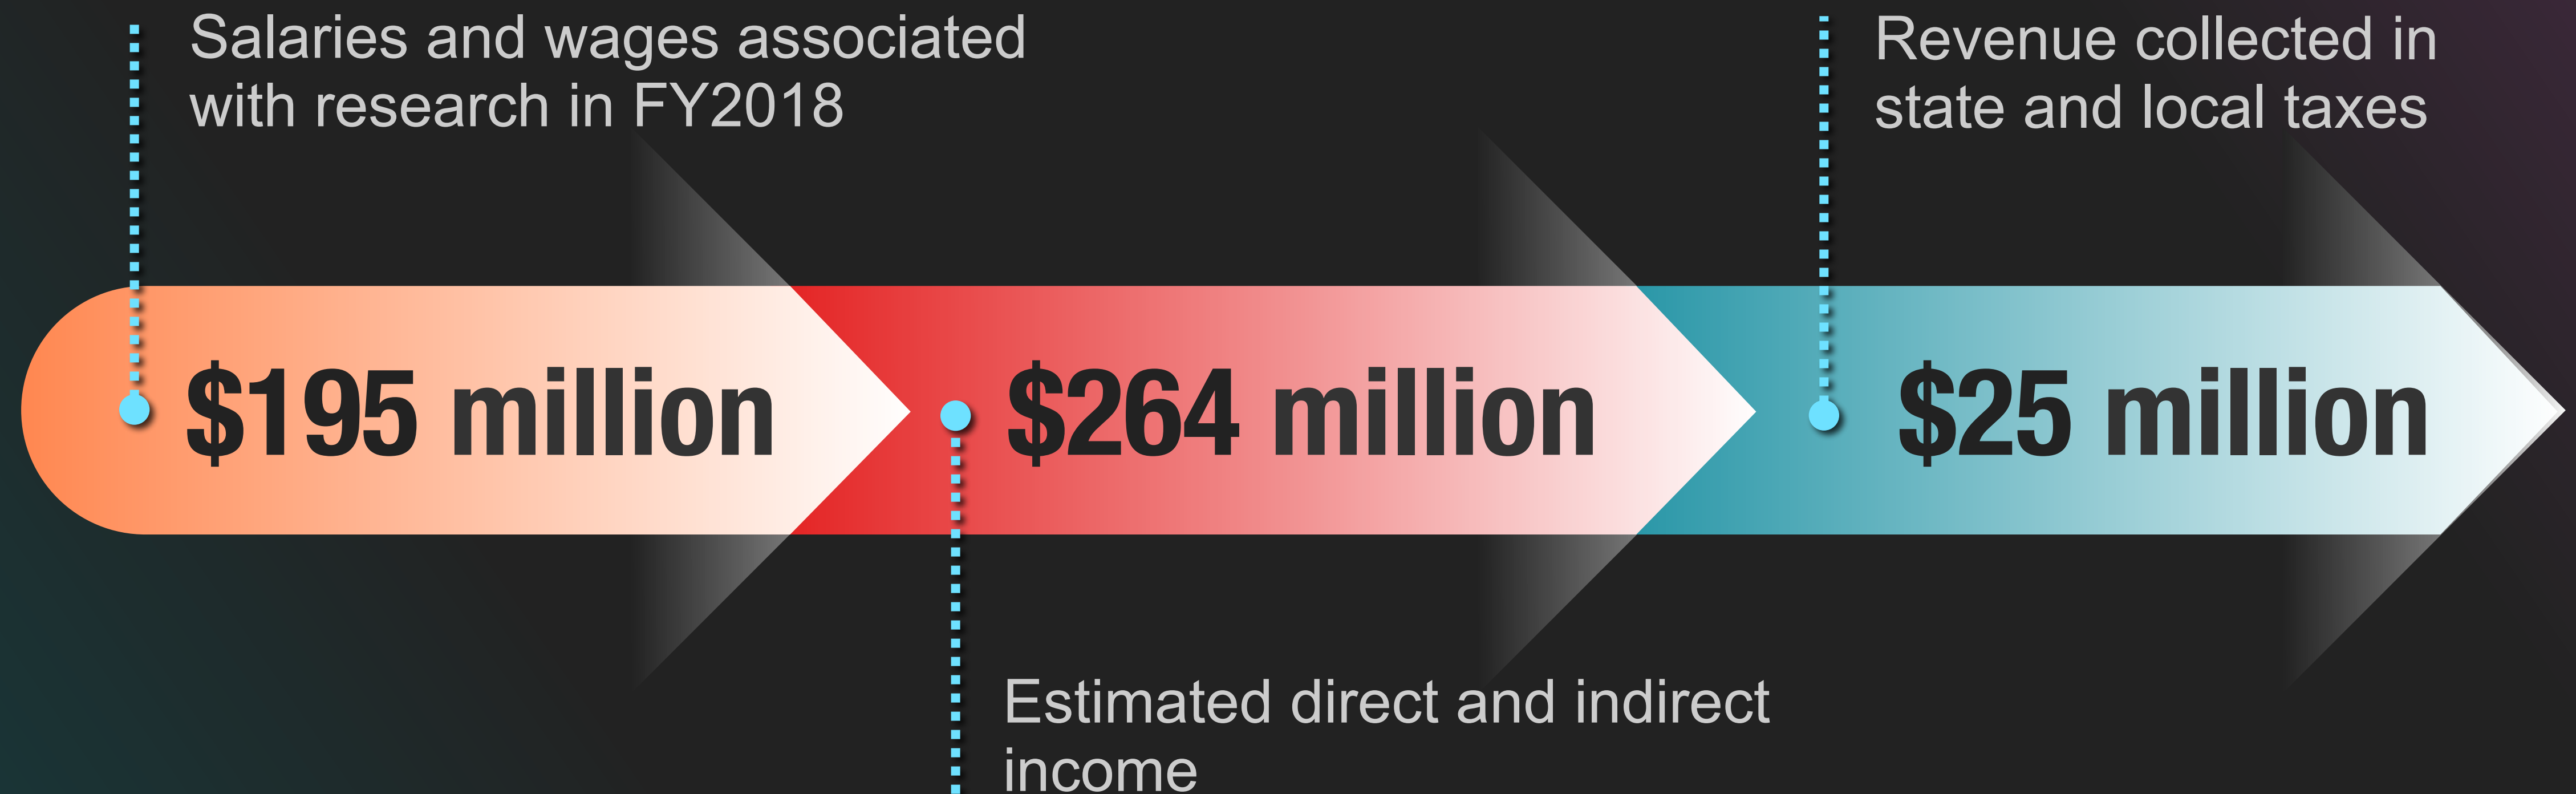 Salaries and wages associated
with research in FY2018
Revenue collected in
state and local taxes
$195 million
$264 million
$25 million
Estimated direct and indirect
income